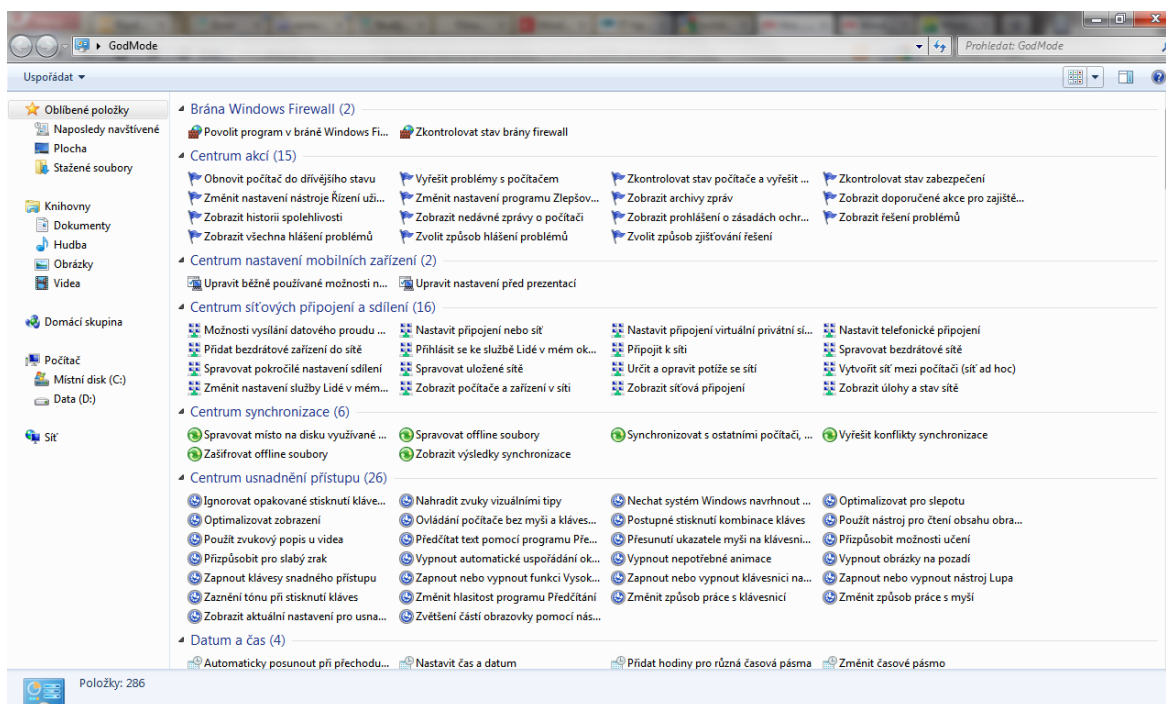 GodMode
Prohledat: GodMode
Uspořádat
Oblíbené položky
Naposledy navštívené
Plocha
Stažené soubory
Knihovny
Dokumenty
Hudba
Obrázky
Videa
Domácí skupina
Počítač
Místní disk (C:)
Data (D:)
Síť
Brána Windows Firewall (2)
Povolit program v bráně Windows Fi... Zkontrolovat stav brány firewall
Centrum akcí (15)
Obnovit počítač do dřívějšího stavu Vyřešit problémy s počítačem Zkontrolovat stav počítače a vyřešit ... Zkontrolovat stav zabezpečení
Změnit nastavení nástroje Řízení uži... Změnit nastavení programu Zlepšov... Zobrazit archivy zpráv Zobrazit doporučené akce pro zajiště...
Zobrazit historii spolehlivosti Zobrazit nedávné zprávy o počítači Zobrazit prohlášení o zásadách ochr... Zobrazit řešení problémů
Zobrazit všechna hlášení problémů Zvolit způsob hlášení problémů Zvolit způsob zjišťování řešení
Centrum nastavení mobilních zařízení (2)
Upravit běžně používané možnosti n... Upravit nastavení před prezentací
Centrum síťových připojení a sdílení (16)
Možnosti vysílání datového proudu ... Nastavit připojení nebo síť Nastavit připojení virtuální privátní sí... Nastavit telefonické připojení
Přidat bezdrátové zařízení do sítě Přihlásit se ke službě Lidé v mém ok... Připojit k síti Spravovat bezdrátové sítě
Spravovat pokročilé nastavení sdílení Spravovat uložené sítě Určit a opravit potíže se sítí Vytvořit síť mezi počítači (síť ad hoc)
Změnit nastavení služby Lidé v mém... Zobrazit počítače a zařízení v síti Zobrazit síťová připojení Zobrazit úlohy a stav sítě
Centrum synchronizace (6)
Spravovat místo na disku využívané ... Spravovat offline soubory Synchronizovat s ostatními počítači, ... Vyřešit konflikty synchronizace
Zašifrovat offline soubory Zobrazit výsledky synchronizace
Centrum usnadnění přístupu (26)
Ignorovat opakované stisknutí kláve... Nahradit zvuky vizuálními tipy Nechat systém Windows navrhnout ... Optimalizovat pro slepotu
Optimalizovat zobrazení Ovládání počítače bez myši a kláves... Postupné stisknutí kombinace kláves Použít nástroj pro čtení obsahu obra...
Použít zvukový popis u videa Předčítat text pomocí programu Pře... Přesunutí ukazatele myši na klávesni... Přizpůsobit možnosti učení
Přizpůsobit pro slabý zrak Vypnout automatické uspořádání ok... Vypnout nepotřebné animace Vypnout obrázky na pozadí
Zapnout klávesy snadného přístupu Zapnout nebo vypnout funkci Vysok... Zapnout nebo vypnout klávesnici na... Zapnout nebo vypnout nástroj Lupa
Zaznění tónu při stisknutí kláves Změnit hlasitost programu Předčítání Změnit způsob práce s klávesnicí Změnit způsob práce s myší
Zobrazit aktuální nastavení pro usna... Zvětšení částí obrazovky pomocí nás...
Datum a čas (4)
Automaticky posunout při přechodu... Nastavit čas a datum Přidat hodiny pro různá časová pásma Změnit časové pásmo
Položky: 286